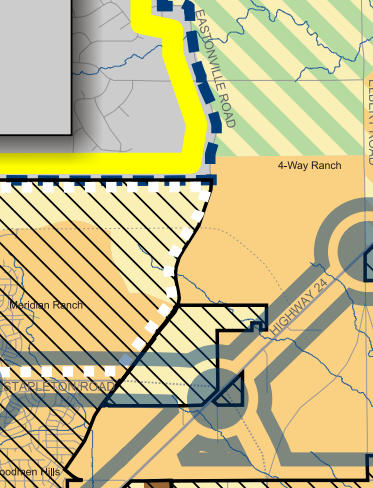 EASTONVILLE ROAD
ELBERT ROAD
4-Way Ranch
HIGHWAY 24
Meridian Ranch
STAPLETON ROAD
oodmen Hills